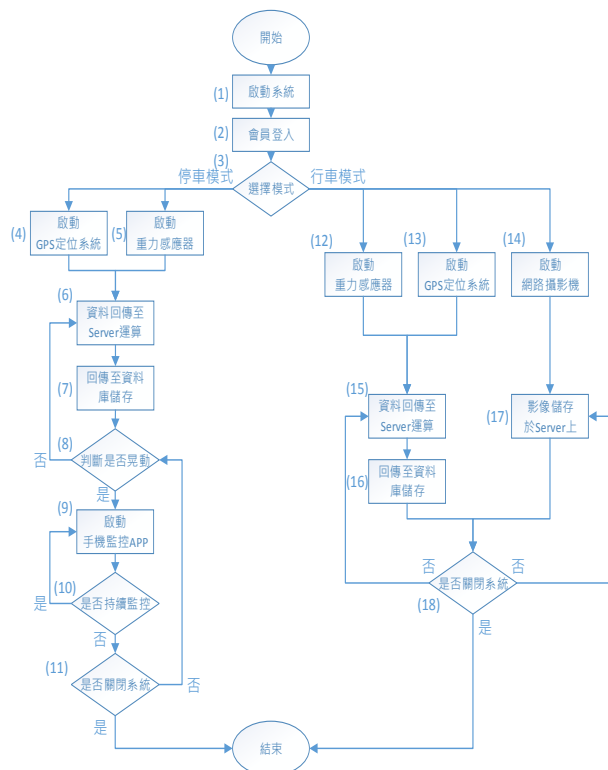 開始
(1)
啟動系統
(2)
會員登入
(3)
選擇模式
停車模式
行車模式
(4)
啟動
GPS定位系統
(5)
啟動
重力感應器
(6)
資料回傳至
Server運算
(7)
回傳至資料
庫儲存
(8)
判斷是否晃動
否
是
(9)
啟動
手機監控APP
(10)
是否持續監控
是
否
(11)
是否關閉系統
否
是
(12)
啟動
重力感應器
(13)
啟動
GPS定位系統
(14)
啟動
網路攝影機
(15)
資料回傳至
Server運算
(16)
回傳至資料
庫儲存
(17)
影像儲存
於Server上
否
否
是否關閉系統
(18)
是
結束